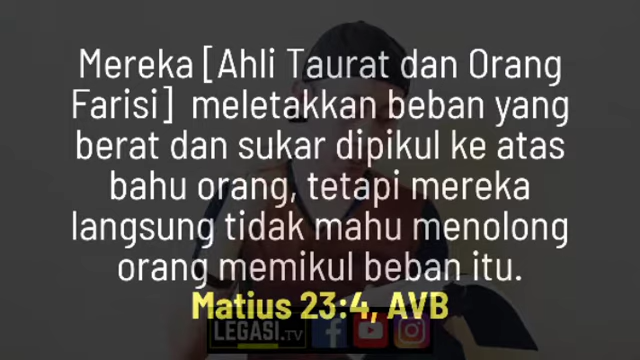 Mereka [Ahli Taurat dan Orang
Farisi] meletakkan beban yang
berat dan sukar dipikul ke atas
bahu orang, tetapi mereka
langsung tidak mahu menolong
orang memikul beban itu.
Matius 23:4, AVB
LEGASI.TV